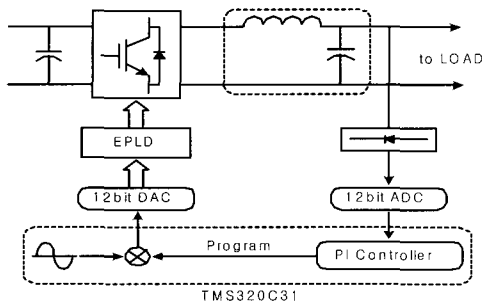 to LOAD
EPLD
12bit DAC
12bit ADC
Program
PI Controller
TMS320C31